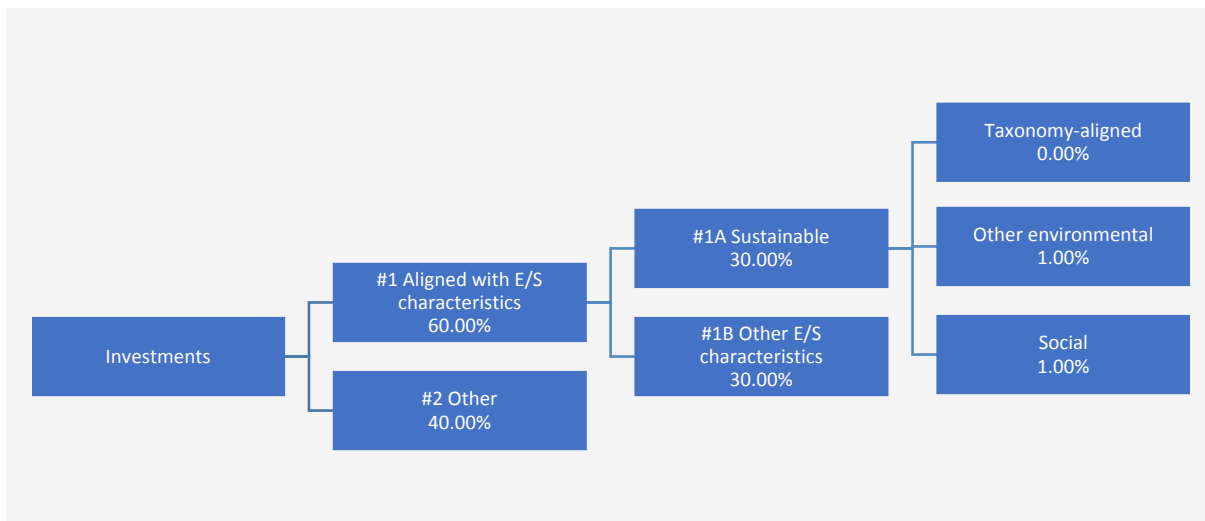 Investments
#1 Aligned with E/S
characteristics
60.00%
#2 Other
40.00%
#1A Sustainable
30.00%
#1B Other E/S
characteristics
30.00%
Taxonomy-aligned
0.00%
Other environmental
1.00%
Social
1.00%